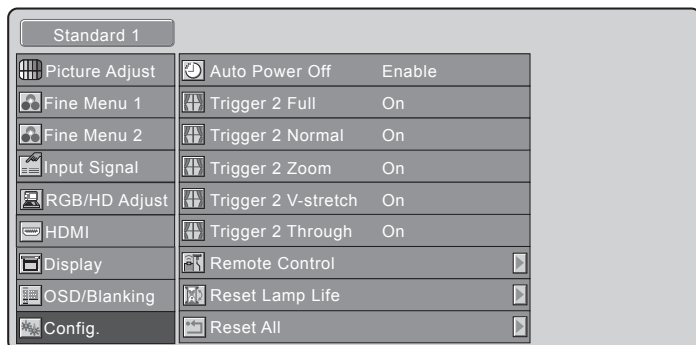 Standard 1
Picture Adjust
Fine Menu 1
Fine Menu 2
Input Signal
RGB/HD Adjust
HDMI
Display
OSD/Blanking
Config.
Auto Power Off Enable
Trigger 2 Full On
Trigger 2 Normal On
Trigger 2 Zoom On
Trigger 2 V-stretch On
Trigger 2 Through On
Remote Control
Reset Lamp Life
Reset All